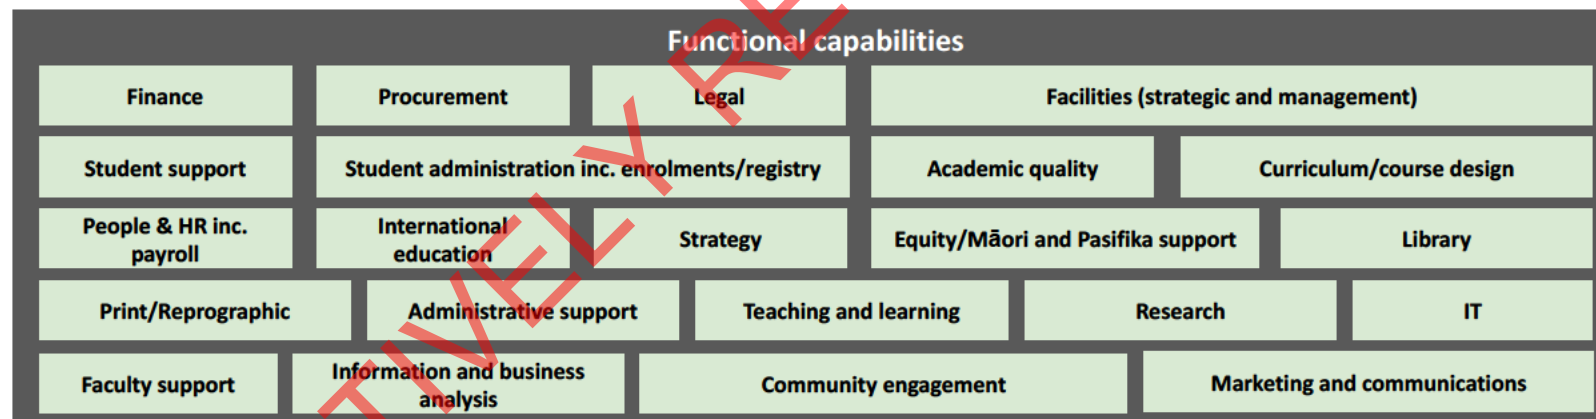 Functional capabilities
Finance
Procurement
Legal
Facilities (strategic and management)
Student support
Student administration inc. enrolments/registry
Academic quality
Curriculum/course design
People & HR inc.
payroll
International
education
Strategy
Equity/Māori and Pasifika support
Library
Print/Reprographic
Administrative support
Teaching and learning
Research
IT
Faculty support
Information and business
analysis
Community engagement
Marketing and communications
TIVELY RE